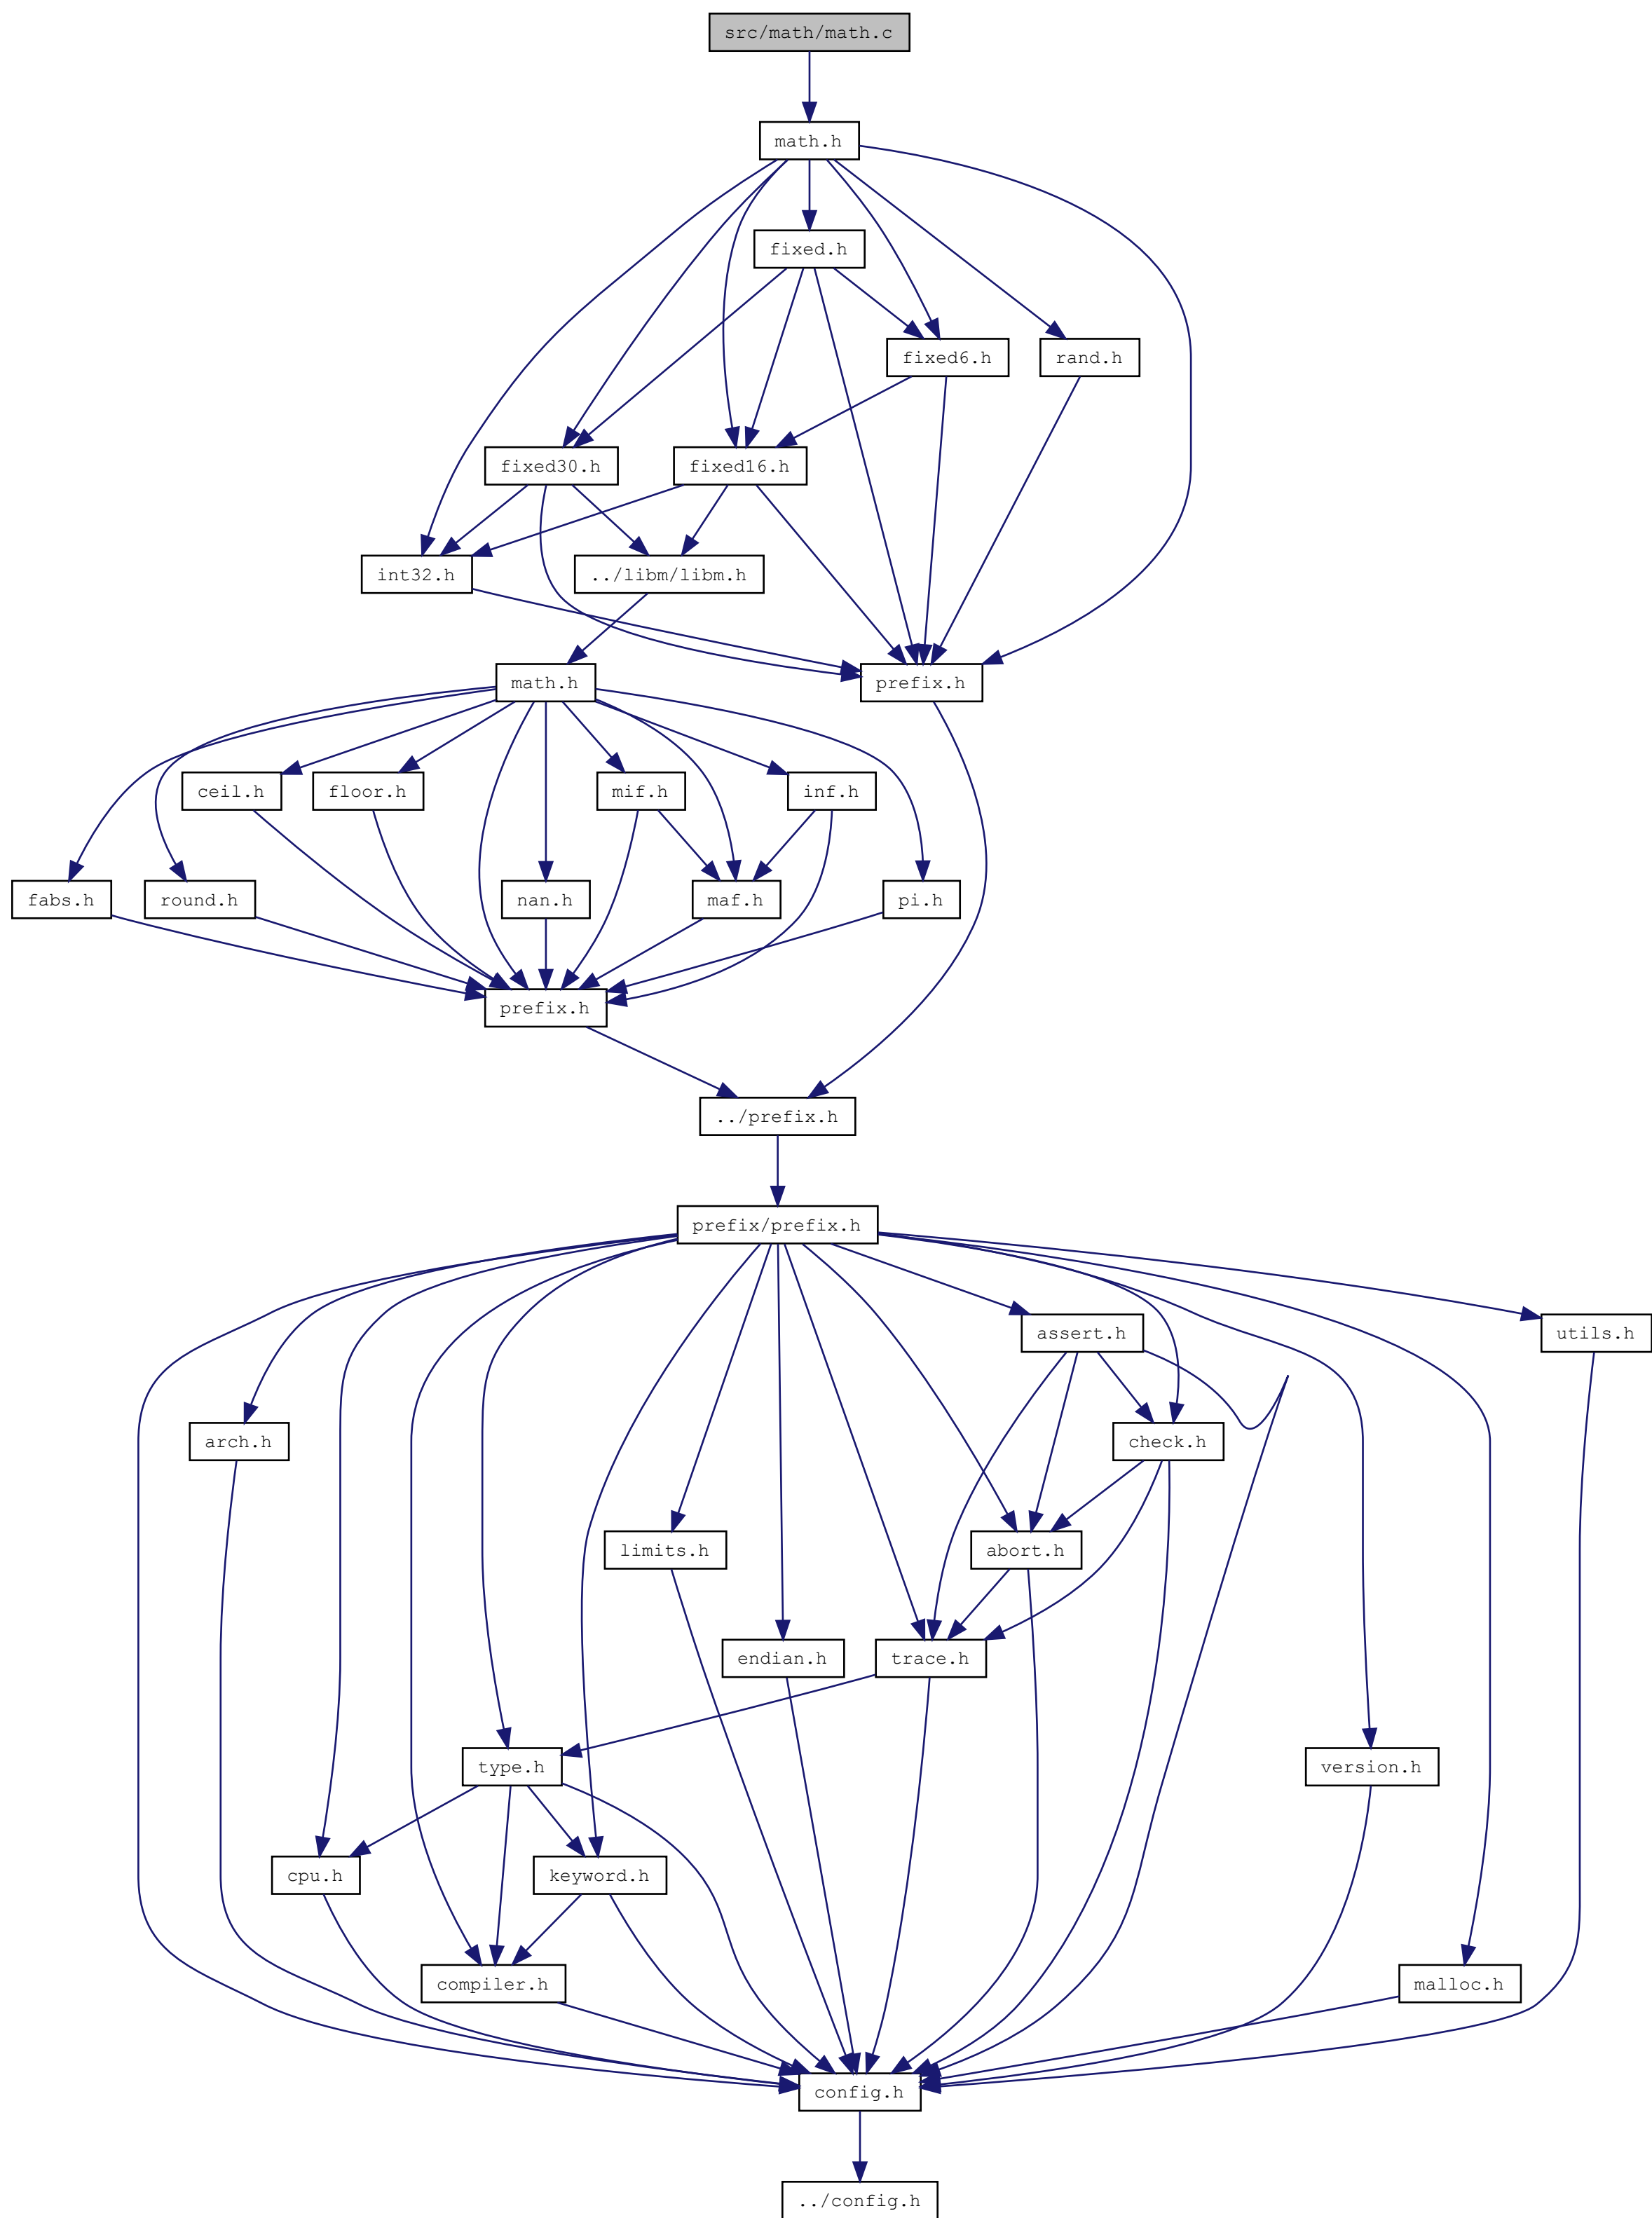 src/math/math.c
math.h
fixed.h
fixed6.h
rand.h
fixed30.h
fixed16.h
int32.h
../libm/libm.h
math.h
prefix.h
ceil.h
floor.h
mif.h
inf.h
fabs.h
round.h
nan.h
maf.h
pi.h
prefix.h
../prefix.h
prefix/prefix.h
assert.h
utils.h
arch.h
check.h
limits.h
abort.h
endian.h
trace.h
type.h
version.h
cpu.h
keyword.h
compiler.h
malloc.h
config.h
../config.h